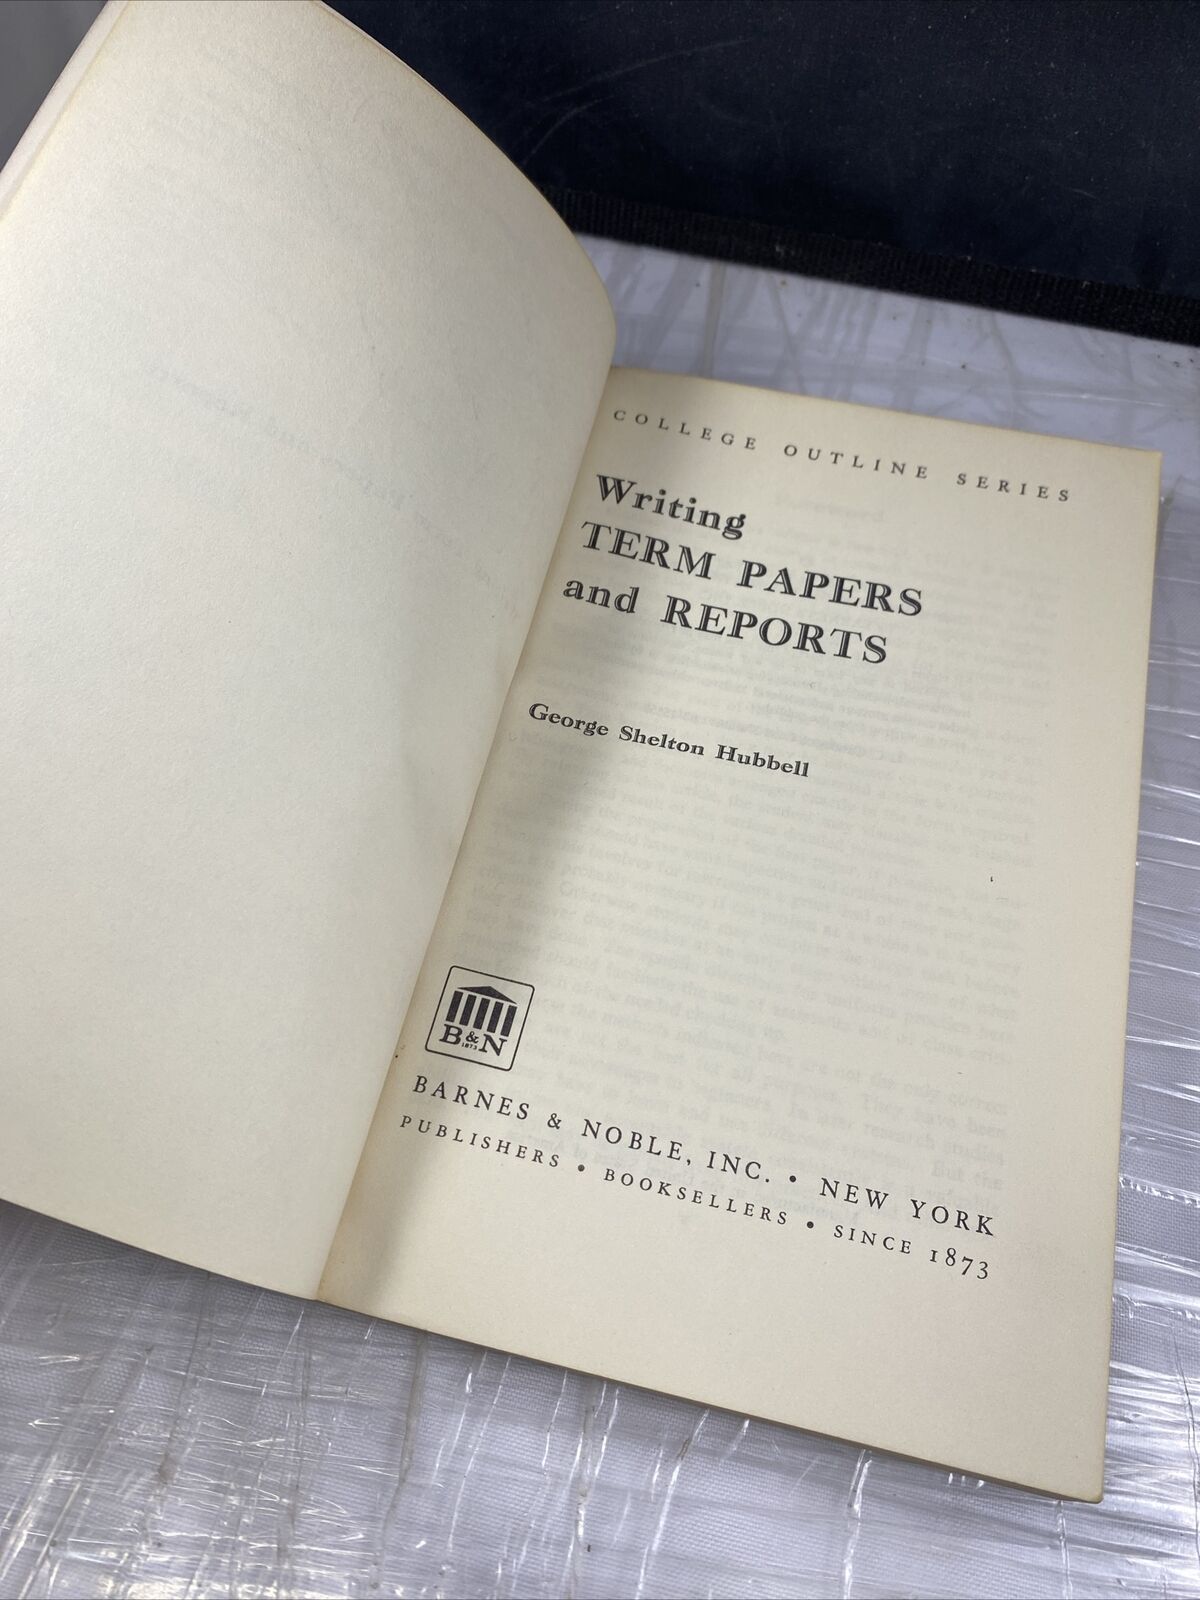 COLLEGE OUTLINE SERIES
Writing
TERM PAPERS
and REPORTS
George Shelton Hubbell
B&N
1873
BARNES & NOBLE, INC. • NEW YORK
PUBLISHERS • BOOKSELLERS • SINCE 1873